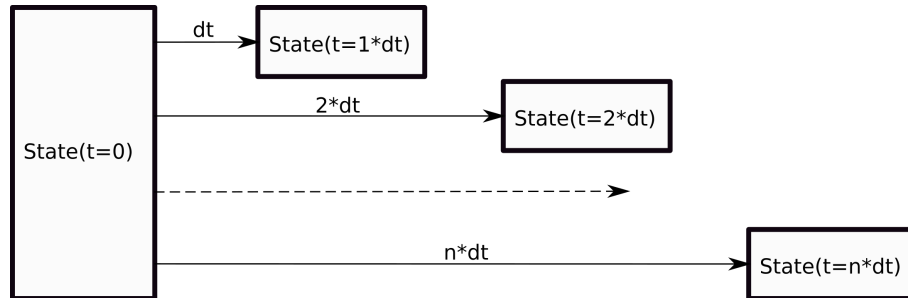 dt
State(t=1*dt)
2*dt
State(t=2*dt)
State(t=0)
n*dt
State(t=n*dt)